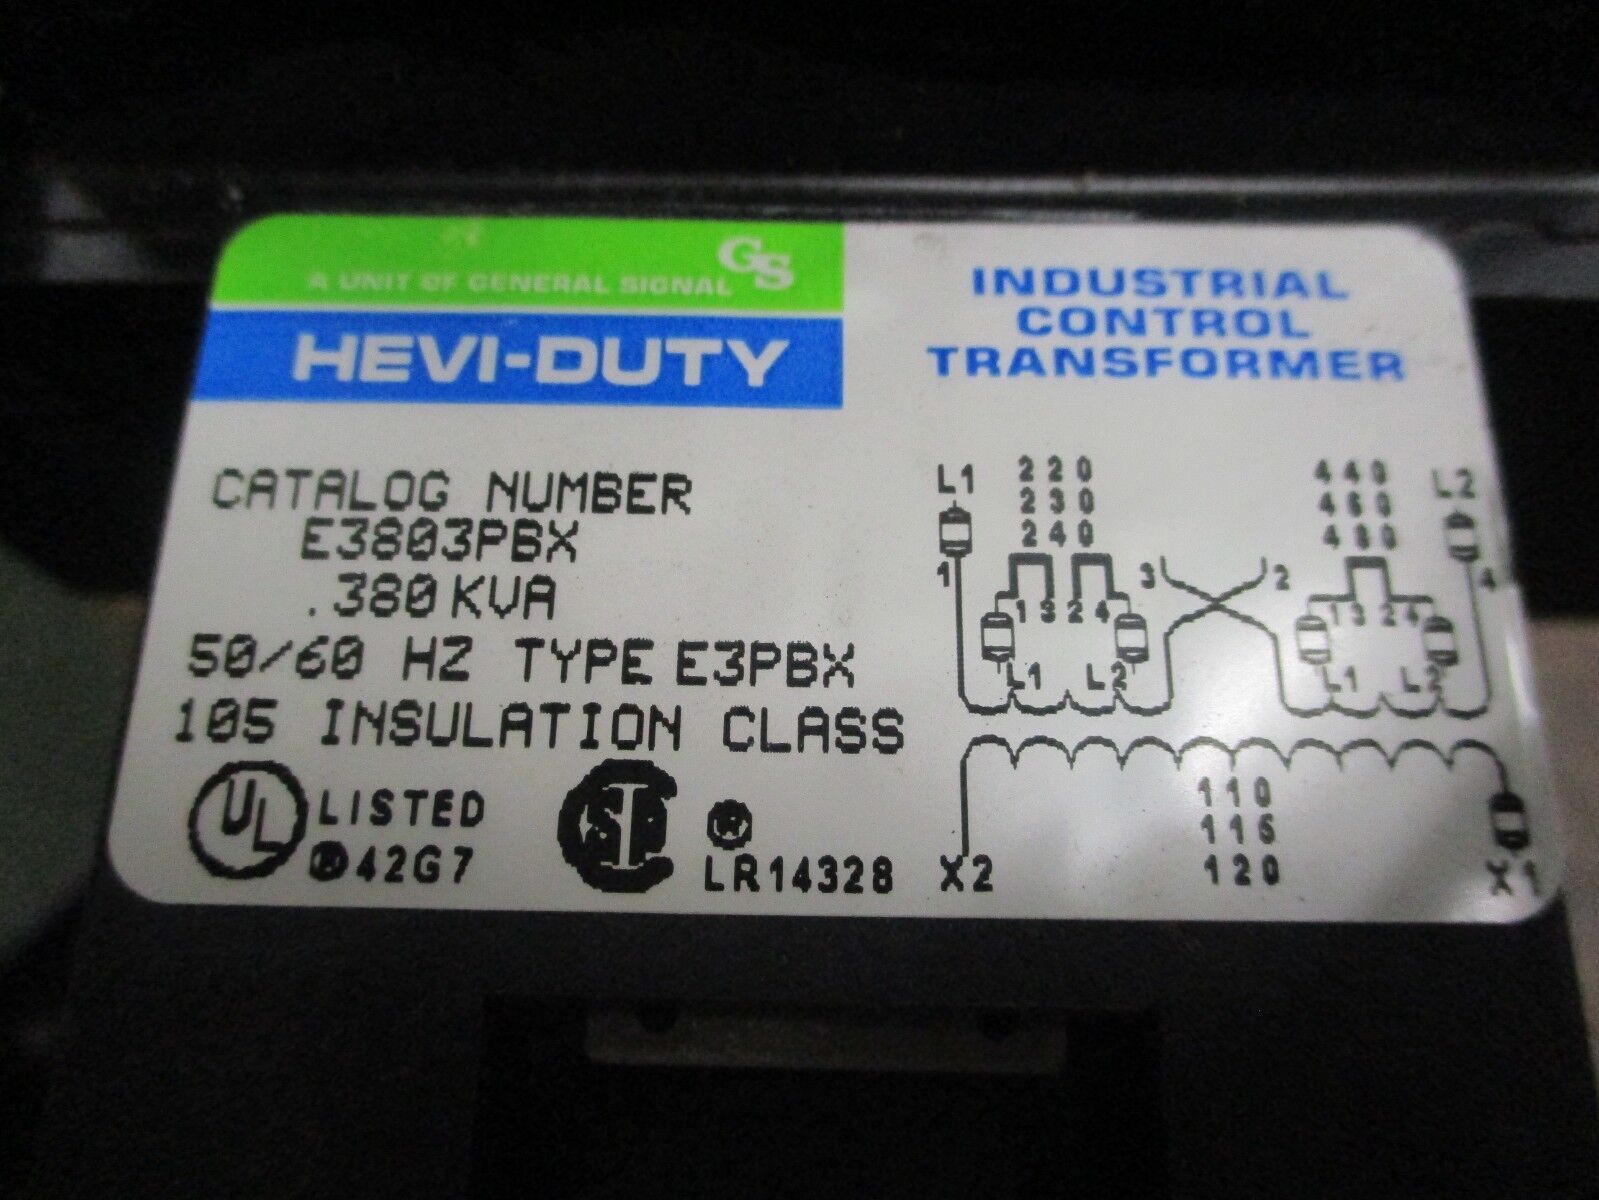 GS
A UNIT OF GENERAL SIGNAL
HEVI-DUTY
INDUSTRIAL
CONTROL
TRANSFORMER
CATALOG NUMBER
E3803PBX
.380 KVA
50/60 HZ TYPE E3PBX
105 INSULATION CLASS
UL LISTED
® 42G7
®
LR14328
L1
220
230
240
440
460
480
L2
1
3
2
4
1 3 2 4
1 3 2 4
L1 L2
L1 L2
110
115
120
X2
X1